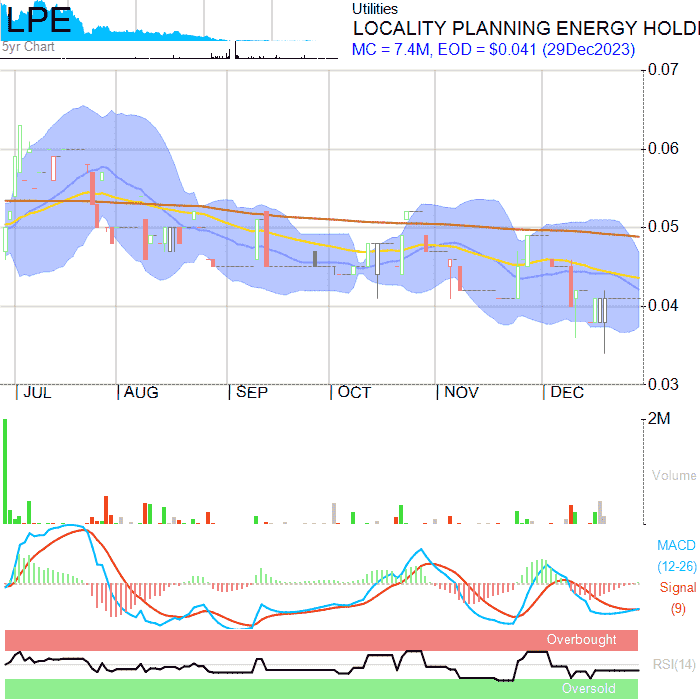 LPE
5yr Chart
Utilities
LOCALITY PLANNING ENERGY HOLDI
MC = 7.4M, EOD = $0.041 (29Dec2023)
0.07
0.06
0.05
0.04
0.03
JUL AUG SEP OCT NOV DEC
2M
Volume
MACD
(12-26)
Signal
(9)
Overbought
RSI(14)
Oversold